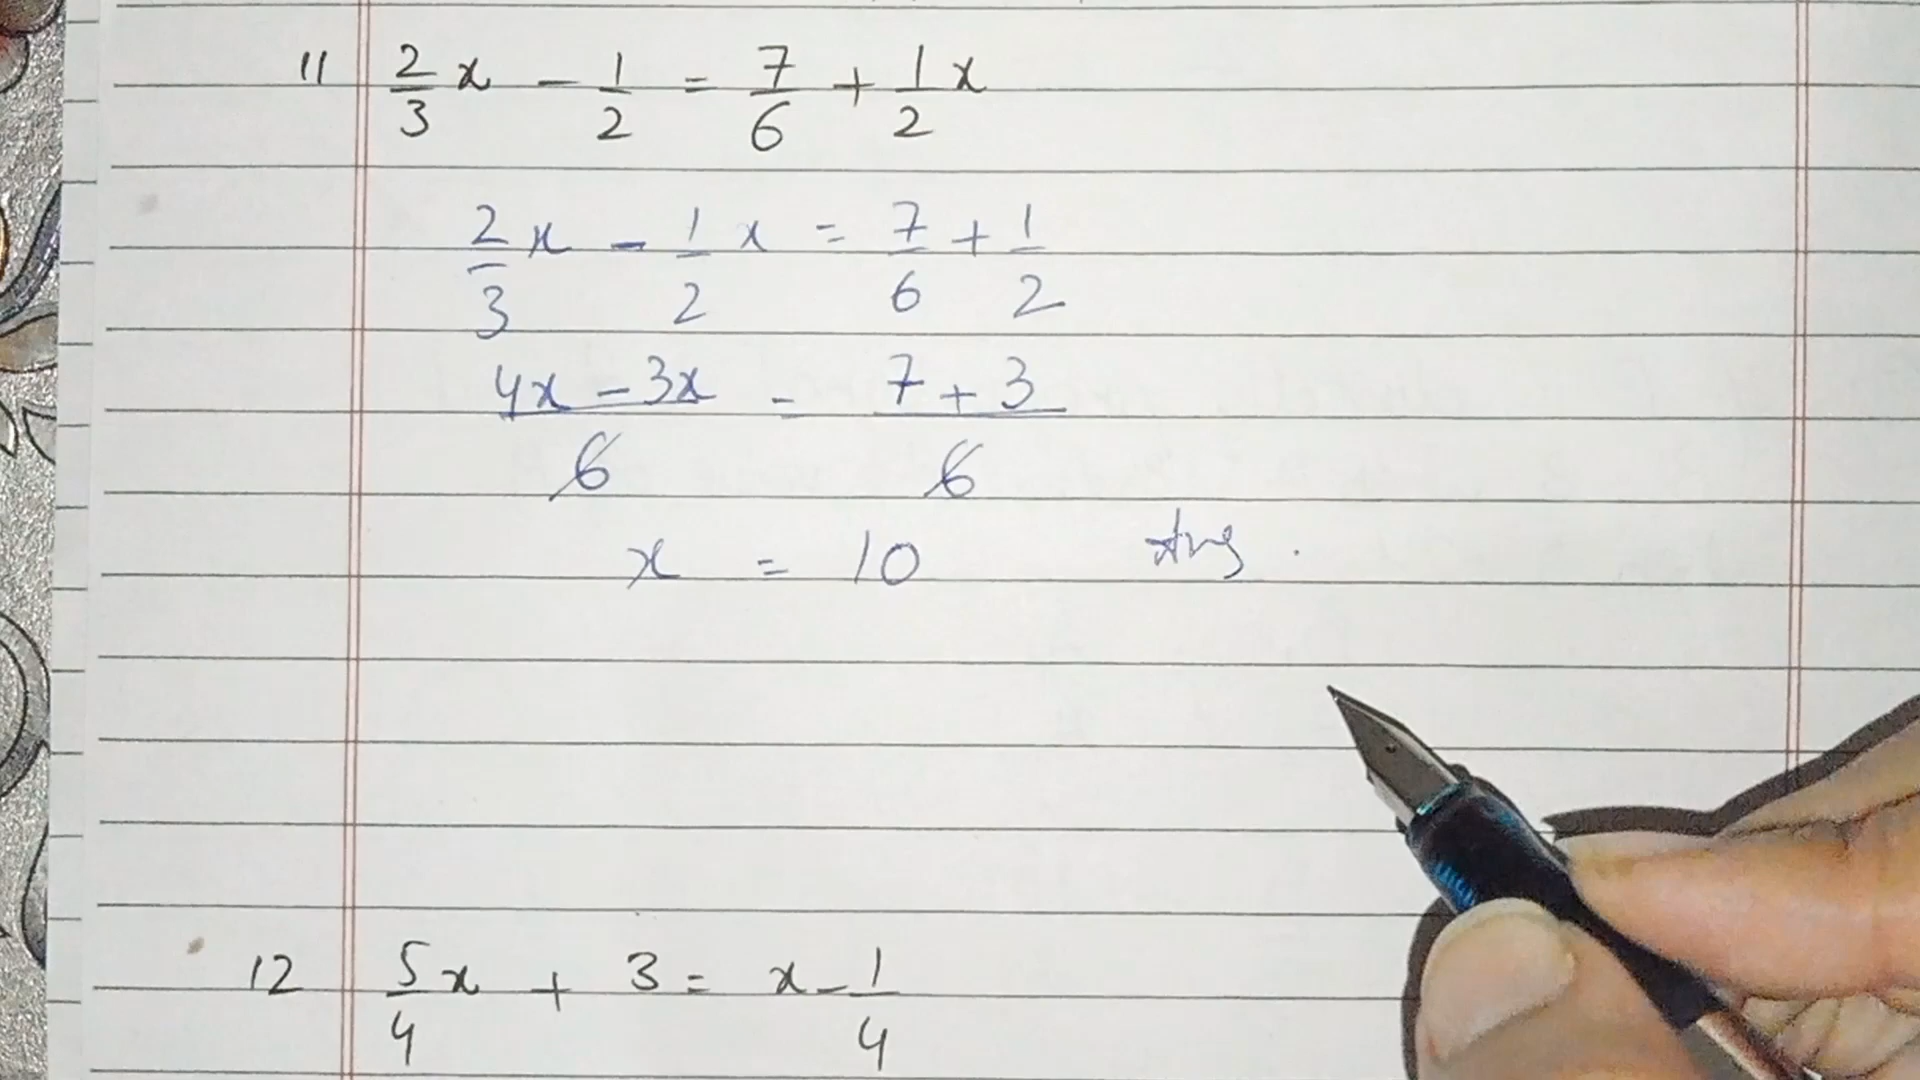 11 2/3 x - 1/2 = 7/6 + 1/2 x
2/3 x - 1/2 x = 7/6 + 1/2
4x - 3x / 6 = 7 + 3 / 6
x = 10 Ans.
12 5/4 x + 3 = x - 1/4